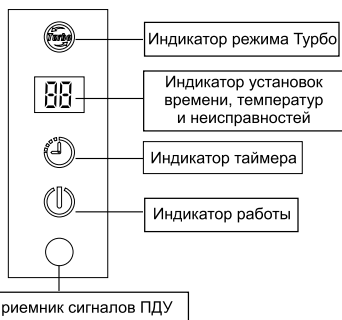 Turbo
Индикатор режима Турбо
88
Индикатор установок
времени, температур
и неисправностей
Индикатор таймера
Индикатор работы
риемник сигналов ПДУ